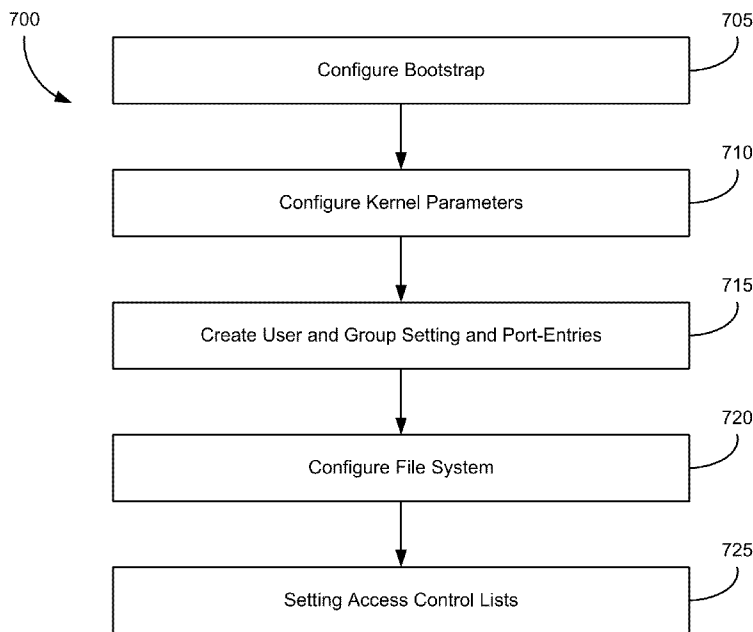 700
705
Configure Bootstrap
710
Configure Kernel Parameters
715
Create User and Group Setting and Port-Entries
720
Configure File System
725
Setting Access Control Lists